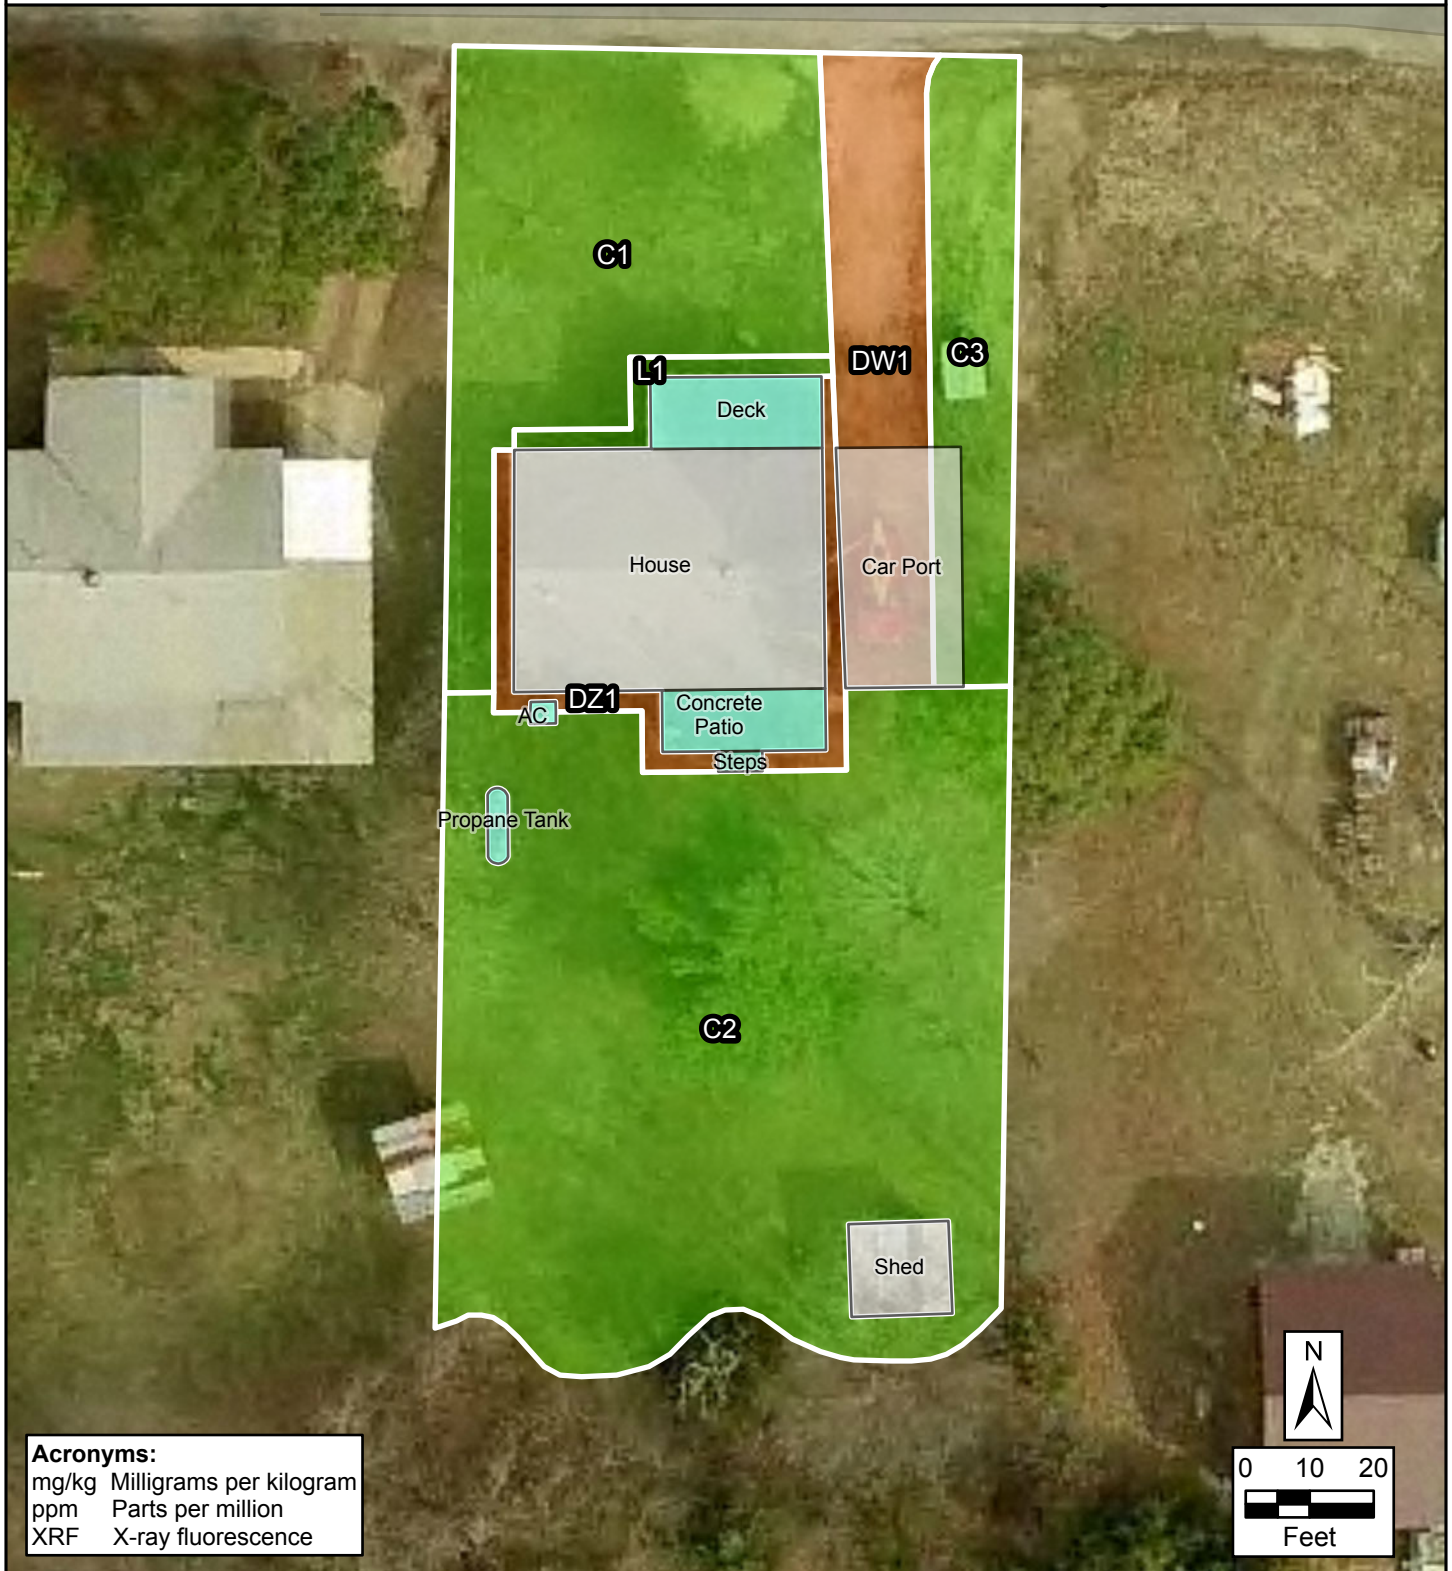 C1
L1
DW1
C3
Deck
House
Car Port
DZ1
AC
Concrete
Patio
Steps
Propane Tank
C2
Shed
N
0 10 20
Feet
Acronyms:
mg/kg Milligrams per kilogram
ppm Parts per million
XRF X-ray fluorescence